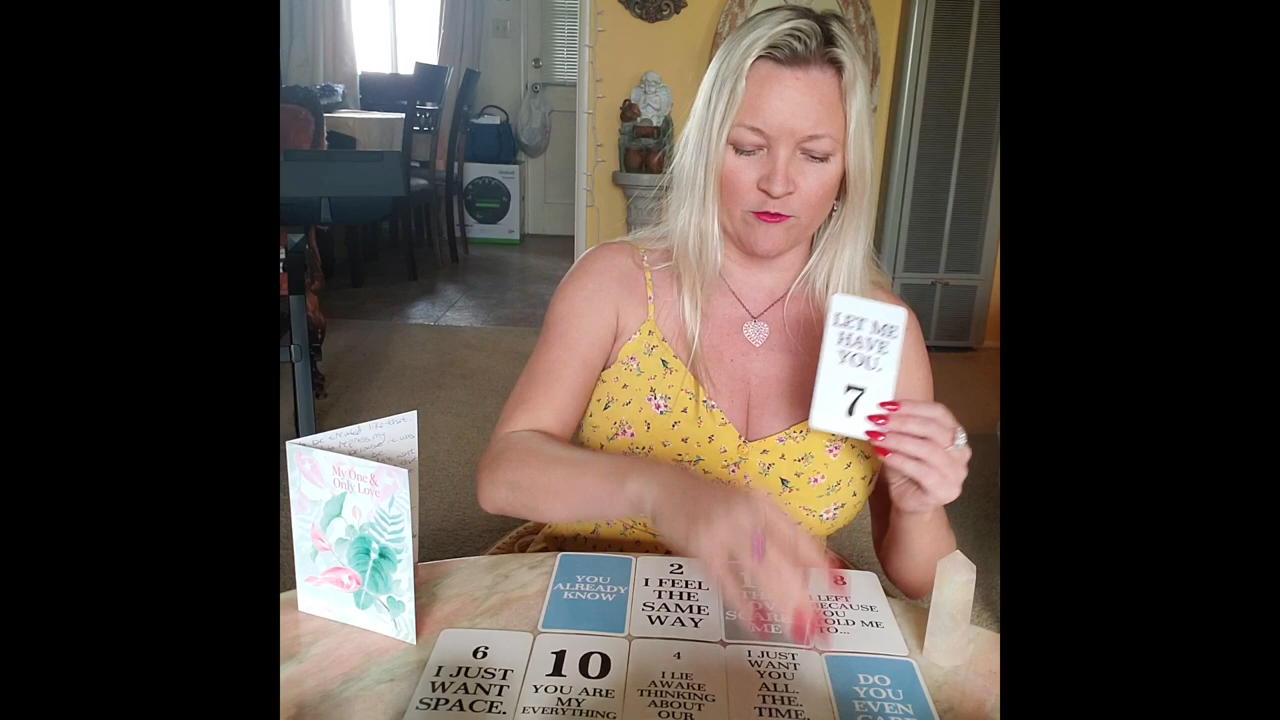 LET ME
HAVE
YOU.
7
My One &
Only Love
YOU
ALREADY
KNOW
2
I FEEL
THE
SAME
WAY
ME
I LEFT
BECAUSE
YOU
TOLD ME
TO...
6
I JUST
WANT
SPACE.
10
YOU ARE
MY
EVERYTHING
4
I LIE
AWAKE
THINKING
ABOUT
OUR
I JUST
WANT
YOU
ALL.
THE.
TIME.
DO
YOU
EVEN